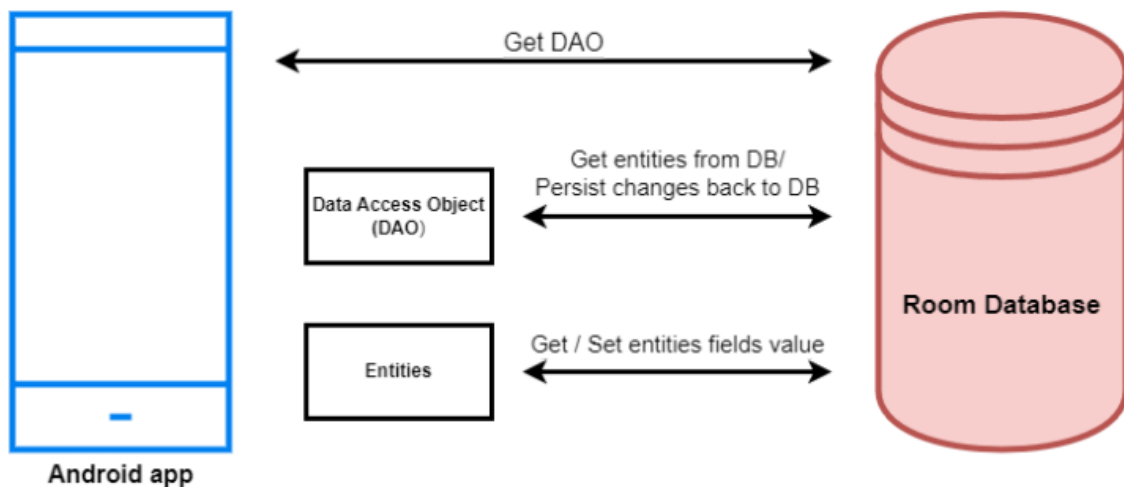 Get DAO
Get entities from DB/
Persist changes back to DB
Data Access Object
(DAO)
Room Database
Get / Set entities fields value
Entities
Android app